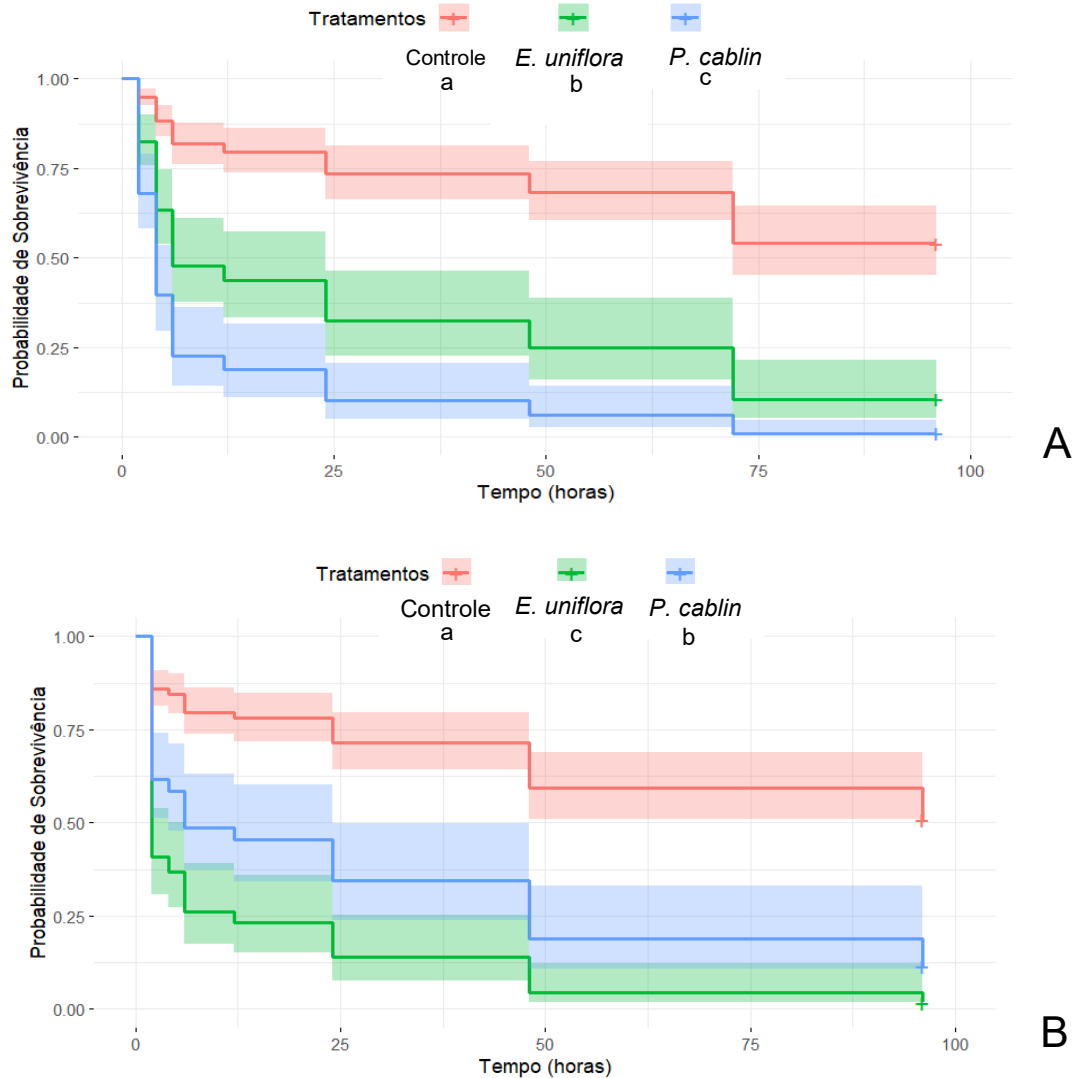 Tratamentos
Controle E. uniflora P. cablin
a b c
1.00
0.75
0.50
0.25
0.00
Probabilidade de Sobrevivência
0 25 50 75 100
Tempo (horas)
A
Tratamentos
Controle E. uniflora P. cablin
a c b
1.00
0.75
0.50
0.25
0.00
Probabilidade de Sobrevivência
0 25 50 75 100
Tempo (horas)
B